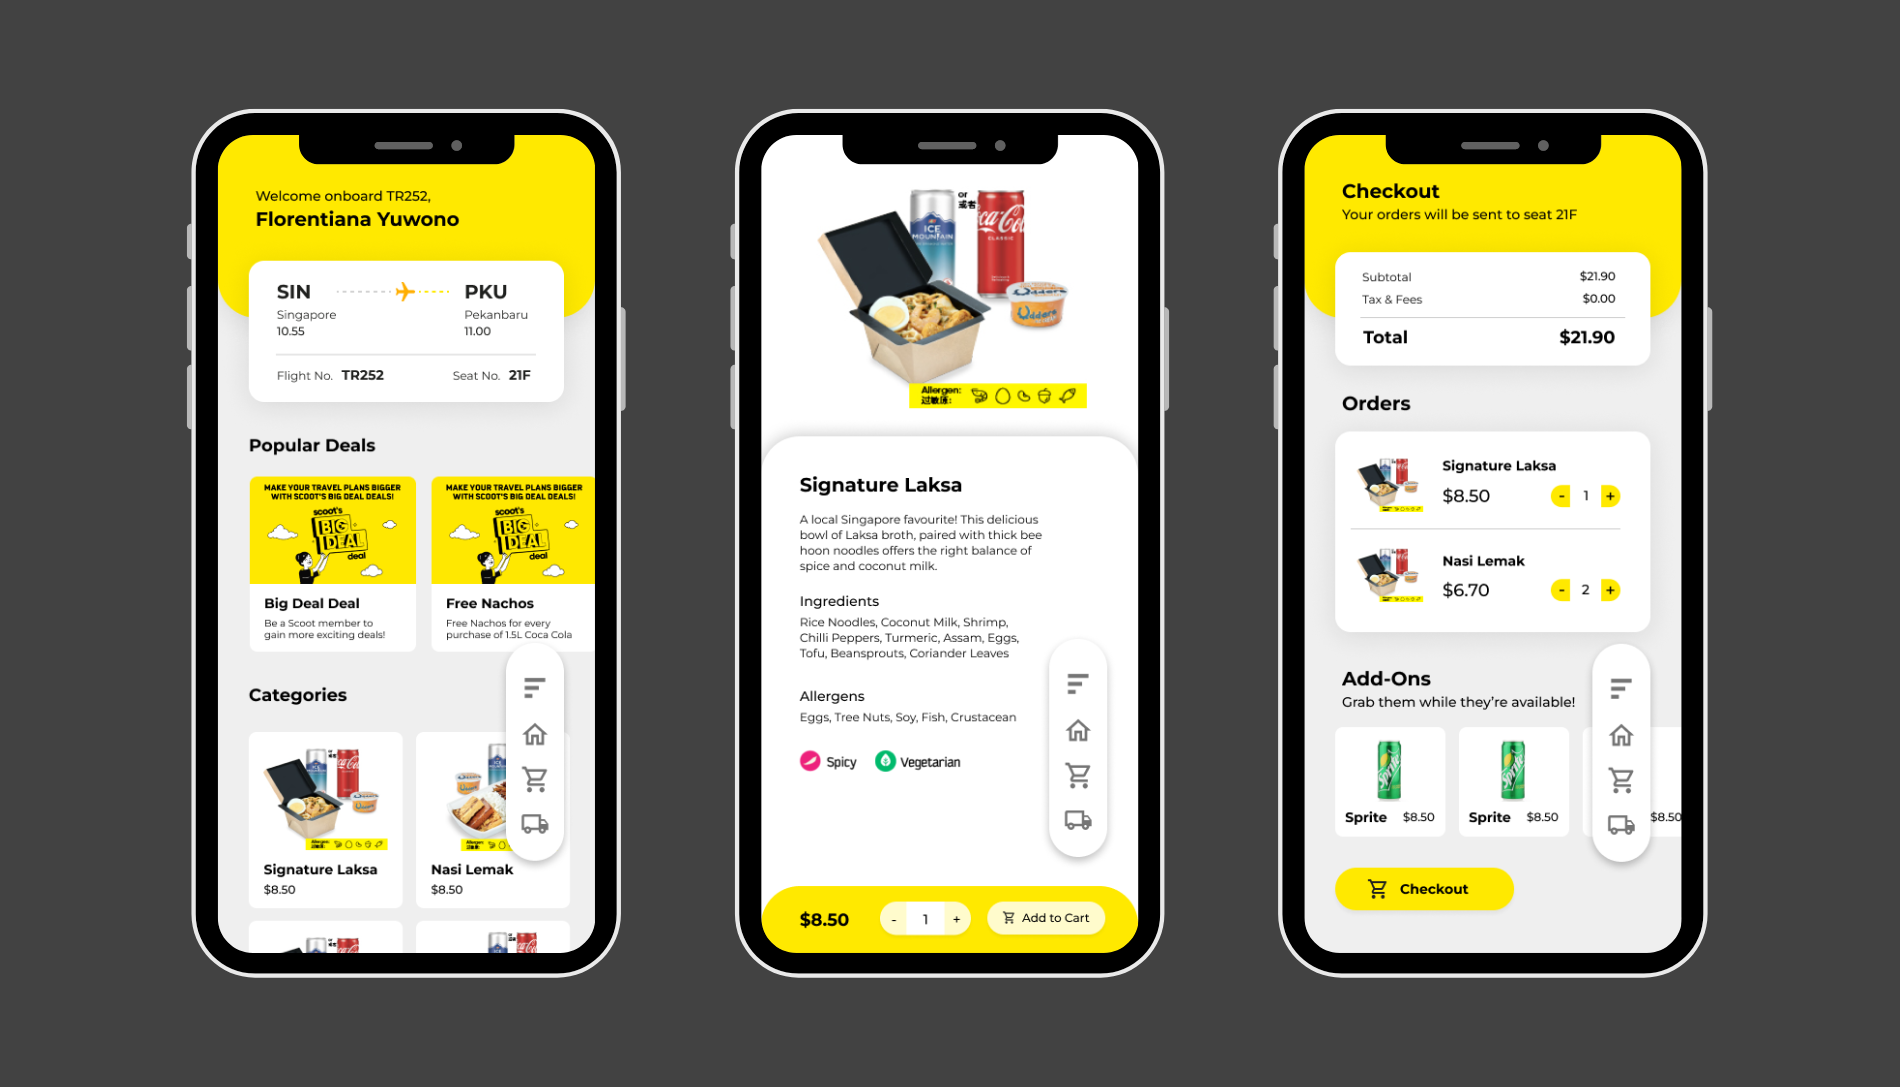 Welcome onboard TR252,
Florentiana Yuwono
SIN PKU
Singapore Pekanbaru
10.55 11.00
Flight No. TR252 Seat No. 21F
Popular Deals
MAKE YOUR TRAVEL PLANS BIGGER
WITH SCOOT'S BIG DEAL DEALS!
scoot's
BIG
DEAL
deal
Big Deal Deal
Be a Scoot member to
gain more exciting deals!
MAKE YOUR TRAVEL PLANS BIGGER
WITH SCOOT'S BIG DEAL DEALS!
scoot's
BIG
DEAL
deal
Free Nachos
Free Nachos for every
purchase of 1.5L Coca Cola
Categories
Signature Laksa
$8.50
Nasi Lemak
$8.50
or
或者
ICE
MOUNTAIN
Coca-Cola
CLASSIC
Udders
Allergen:
过敏原:
Signature Laksa
A local Singapore favourite! This delicious
bowl of Laksa broth, paired with thick bee
hoon noodles offers the right balance of
spice and coconut milk.
Ingredients
Rice Noodles, Coconut Milk, Shrimp,
Chilli Peppers, Turmeric, Assam, Eggs,
Tofu, Beansprouts, Coriander Leaves
Allergens
Eggs, Tree Nuts, Soy, Fish, Crustacean
Spicy Vegetarian
$8.50 - 1 + Add to Cart
Checkout
Your orders will be sent to seat 21F
Subtotal $21.90
Tax & Fees $0.00
Total $21.90
Orders
Signature Laksa
$8.50 - 1 +
Nasi Lemak
$6.70 - 2 +
Add-Ons
Grab them while they're available!
Sprite
Sprite $8.50
Sprite
Sprite $8.50
$8.50
Checkout